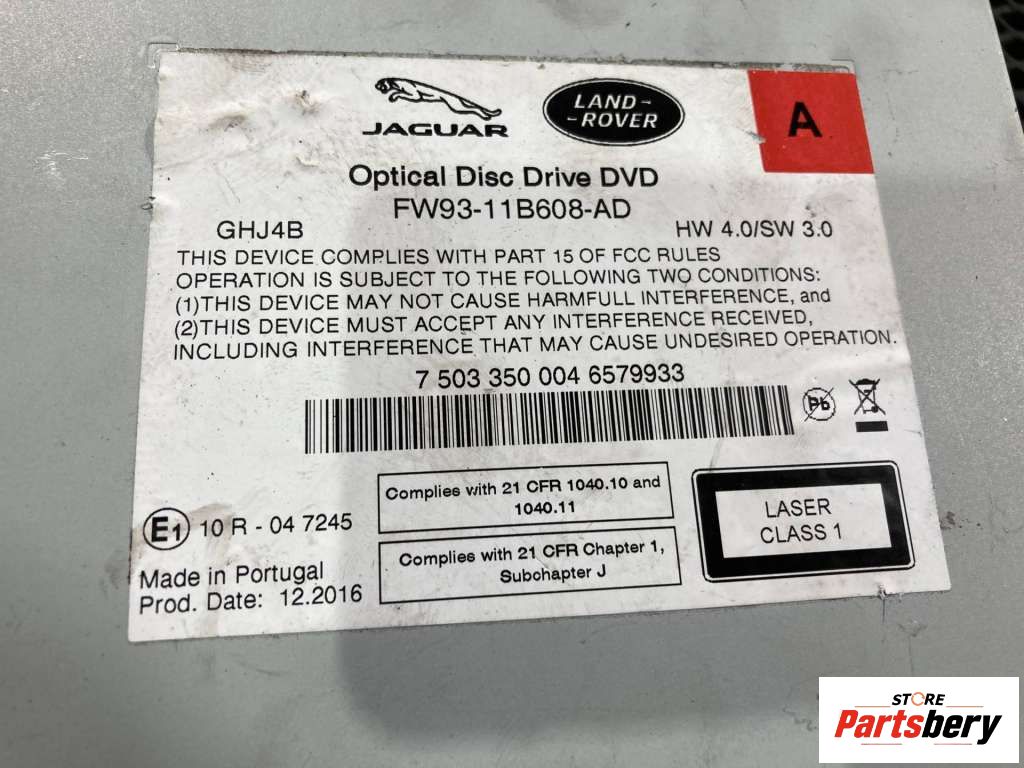 JAGUAR
LAND-
-ROVER
A
Optical Disc Drive DVD
FW93-11B608-AD
GHJ4B
HW 4.0/SW 3.0
THIS DEVICE COMPLIES WITH PART 15 OF FCC RULES
OPERATION IS SUBJECT TO THE FOLLOWING TWO CONDITIONS:
(1)THIS DEVICE MAY NOT CAUSE HARMFULL INTERFERENCE, and
(2)THIS DEVICE MUST ACCEPT ANY INTERFERENCE RECEIVED,
INCLUDING INTERFERENCE THAT MAY CAUSE UNDESIRED OPERATION.
7 503 350 004 6579933
Pb
Complies with 21 CFR 1040.10 and
1040.11
LASER
CLASS 1
E1 10 R - 04 7245
Complies with 21 CFR Chapter 1,
Subchapter J
Made in Portugal
Prod. Date: 12.2016
STORE
Partsbery